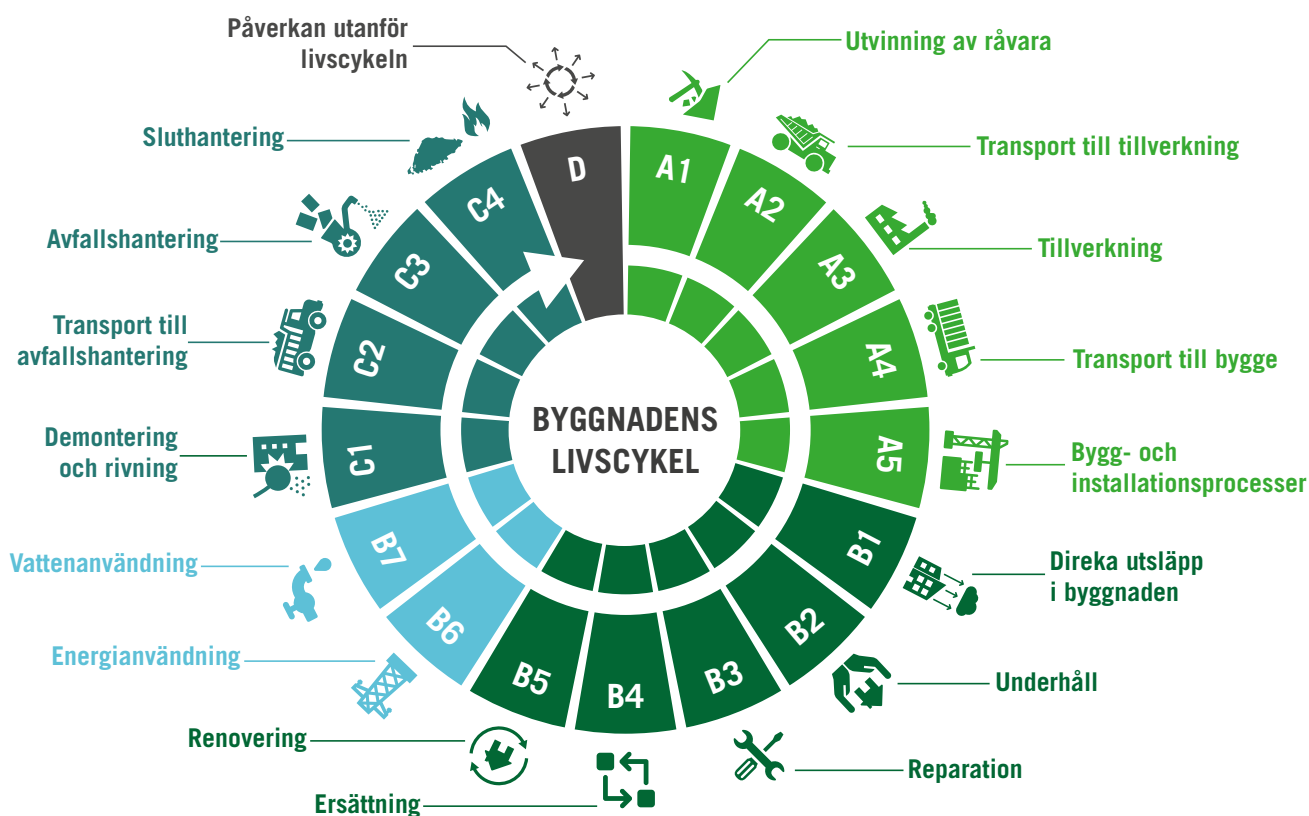 Påverkan utanför
livscykeln
Utvinning av råvara
Sluthantering
Transport till tillverkning
Avfallshantering
Tillverkning
Transport till
avfallshantering
Transport till bygge
Demontering
och rivning
Bygg- och
installationsprocesser
Vattenanvändning
Direka utsläpp
i byggnaden
Energianvändning
Underhåll
Renovering
Reparation
Ersättning
D
A1
A2
A3
A4
A5
B1
B2
B3
B4
B5
B6
B7
C1
C2
C3
C4
BYGGNADENS
LIVSCYKEL